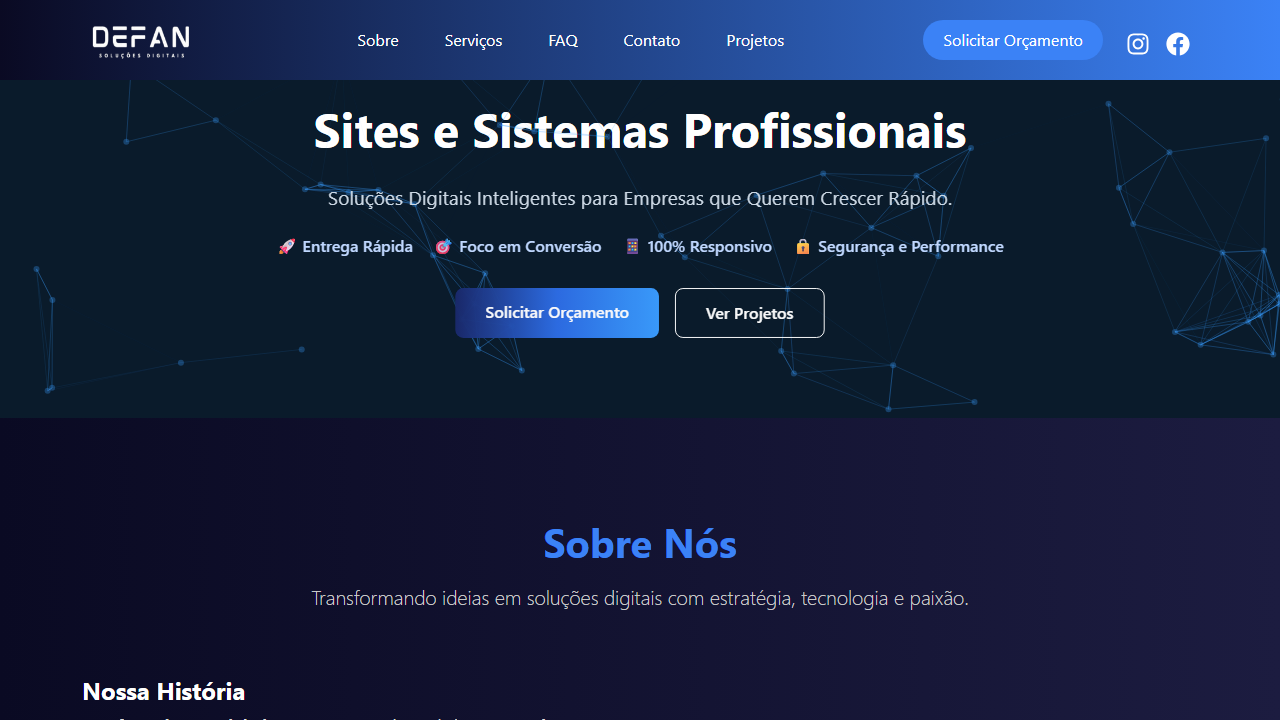 DEFAN
SOLUÇÕES DIGITAIS
Sobre Serviços FAQ Contato Projetos Solicitar Orçamento
Sites e Sistemas Profissionais
Soluções Digitais Inteligentes para Empresas que Querem Crescer Rápido.
🚀 Entrega Rápida 🎯 Foco em Conversão 📱 100% Responsivo 🔒 Segurança e Performance
Solicitar Orçamento Ver Projetos
Sobre Nós
Transformando ideias em soluções digitais com estratégia, tecnologia e paixão.
Nossa História